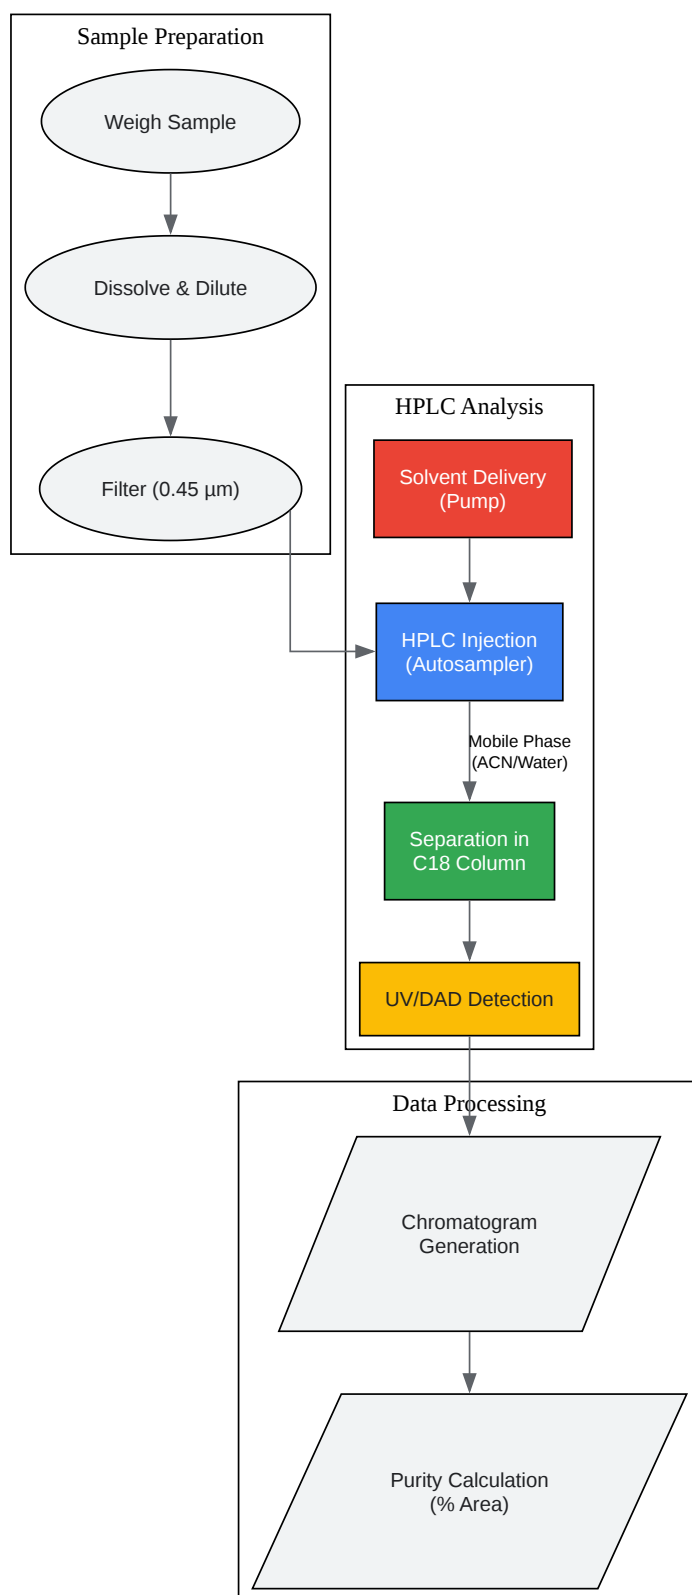 Sample Preparation
Weigh Sample
Dissolve & Dilute
Filter (0.45 µm)
HPLC Analysis
Solvent Delivery
(Pump)
HPLC Injection
(Autosampler)
Mobile Phase
(ACN/Water)
Separation in
C18 Column
UV/DAD Detection
Data Processing
Chromatogram
Generation
Purity Calculation
(% Area)